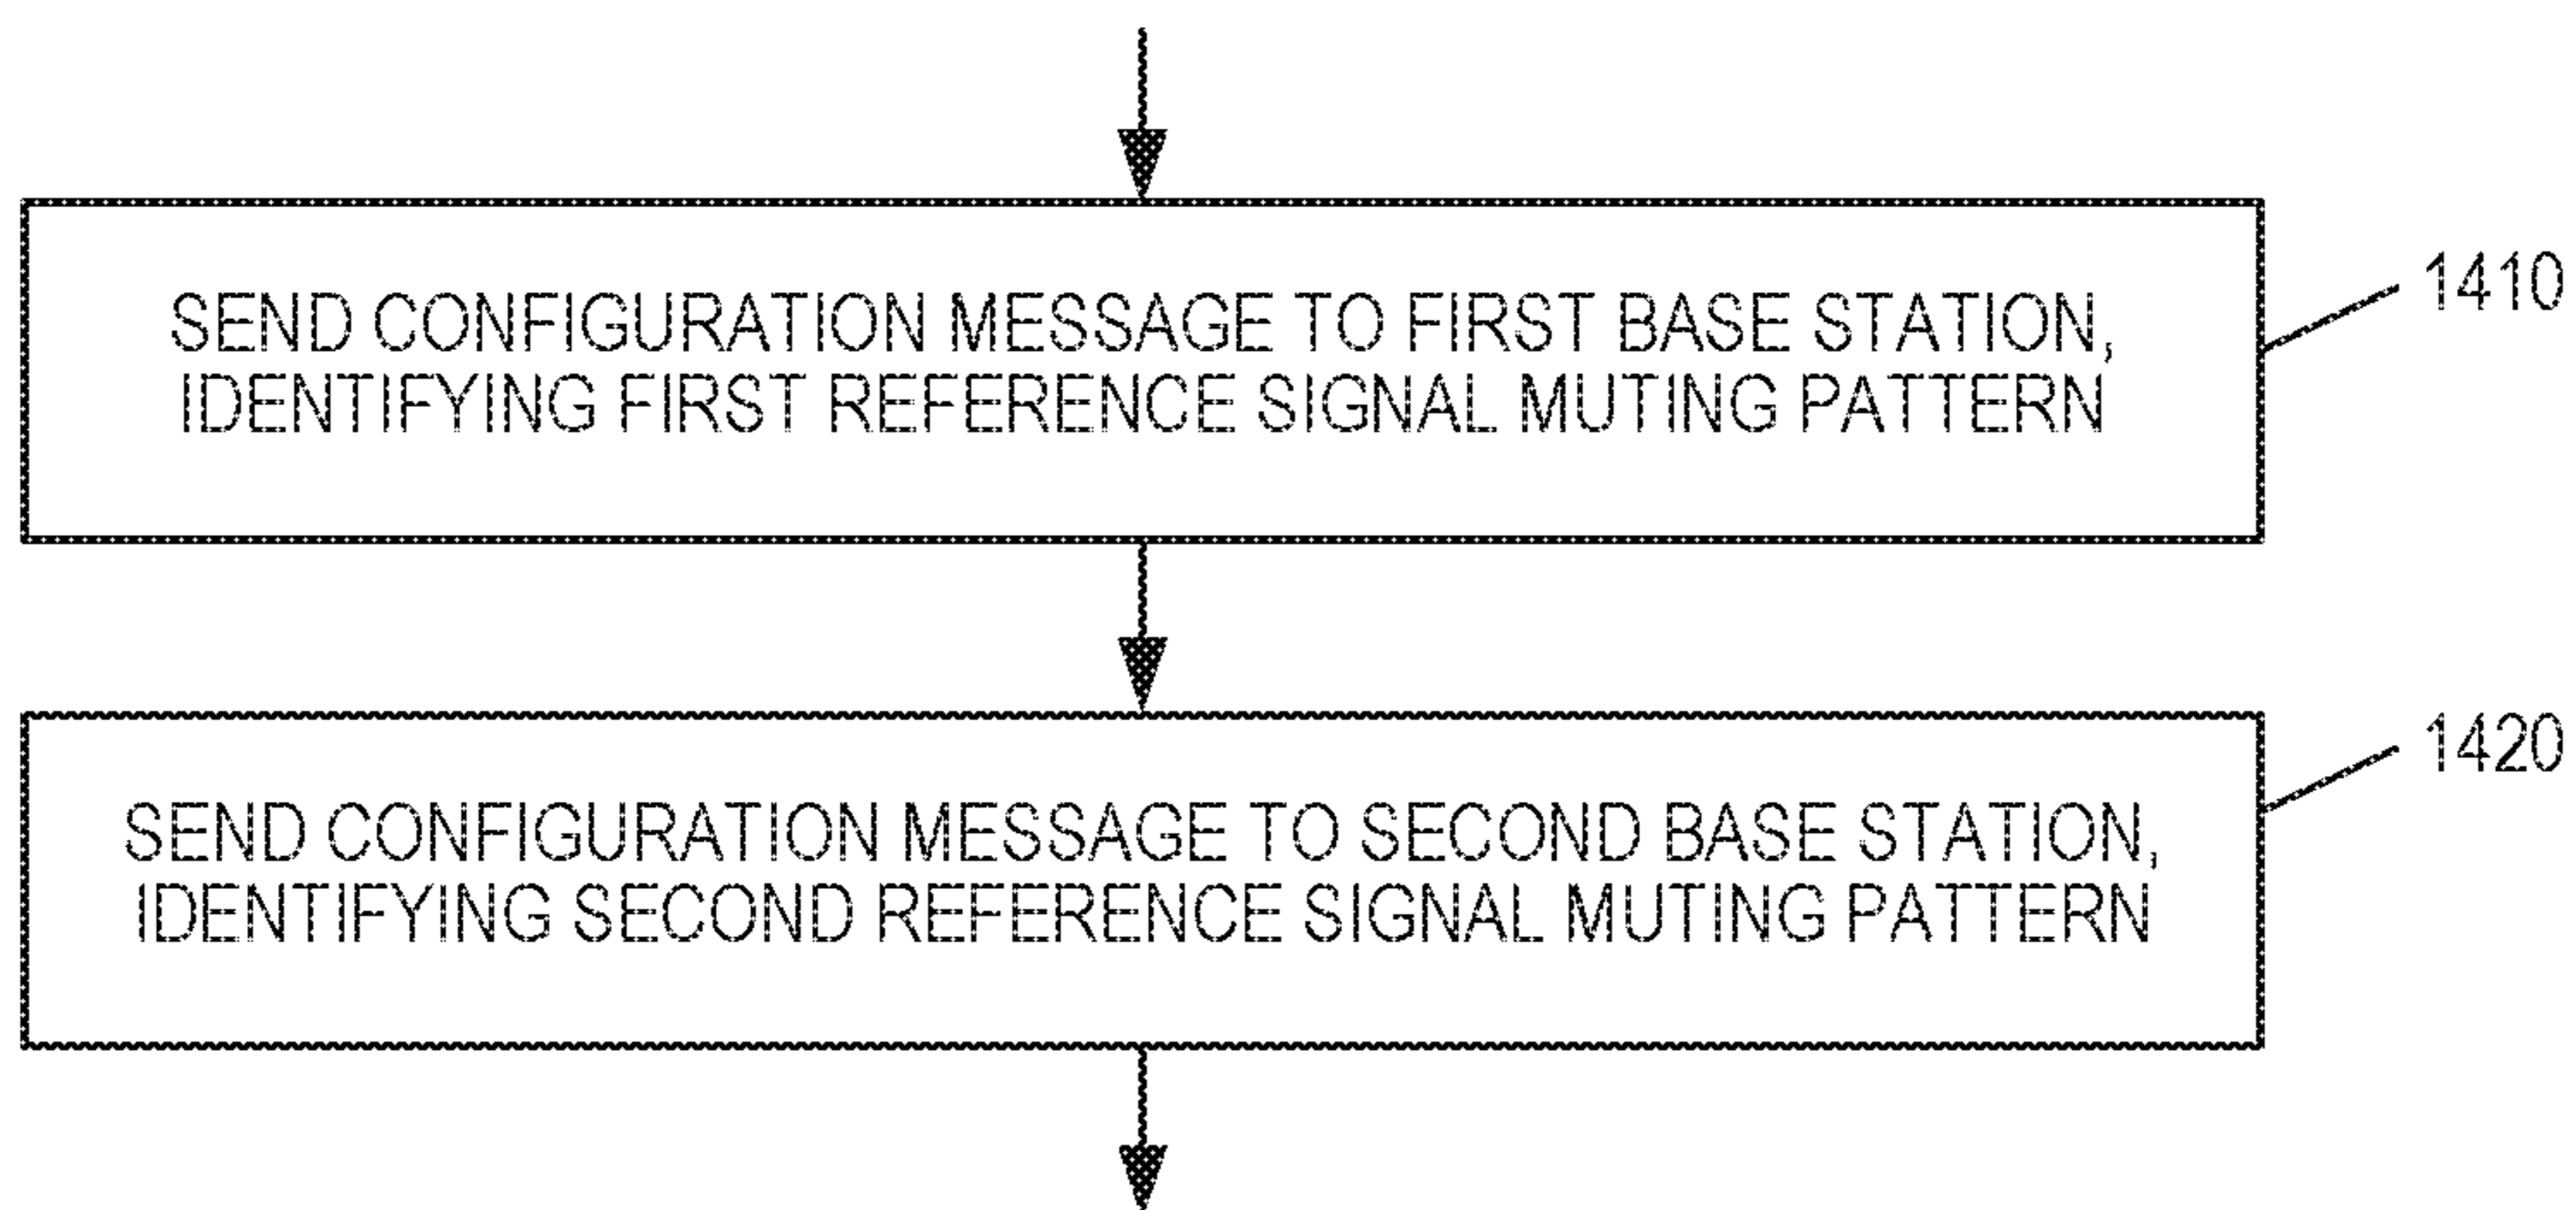 SEND CONFIGURATION MESSAGE TO FIRST BASE STATION,
IDENTIFYING FIRST REFERENCE SIGNAL MUTING PATTERN
1410
SEND CONFIGURATION MESSAGE TO SECOND BASE STATION,
IDENTIFYING SECOND REFERENCE SIGNAL MUTING PATTERN
1420